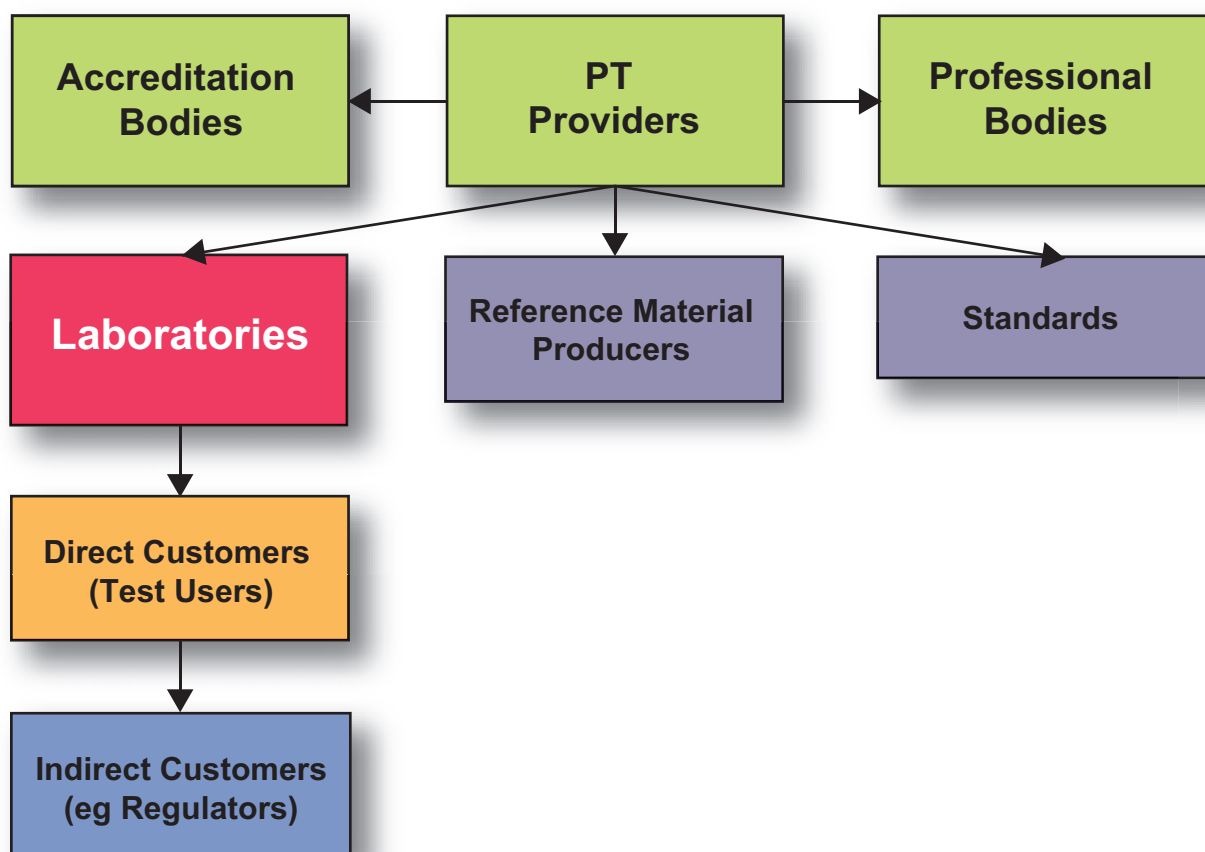 Accreditation
Bodies
PT
Providers
Professional
Bodies
Laboratories
Reference Material
Producers
Standards
Direct Customers
(Test Users)
Indirect Customers
(eg Regulators)